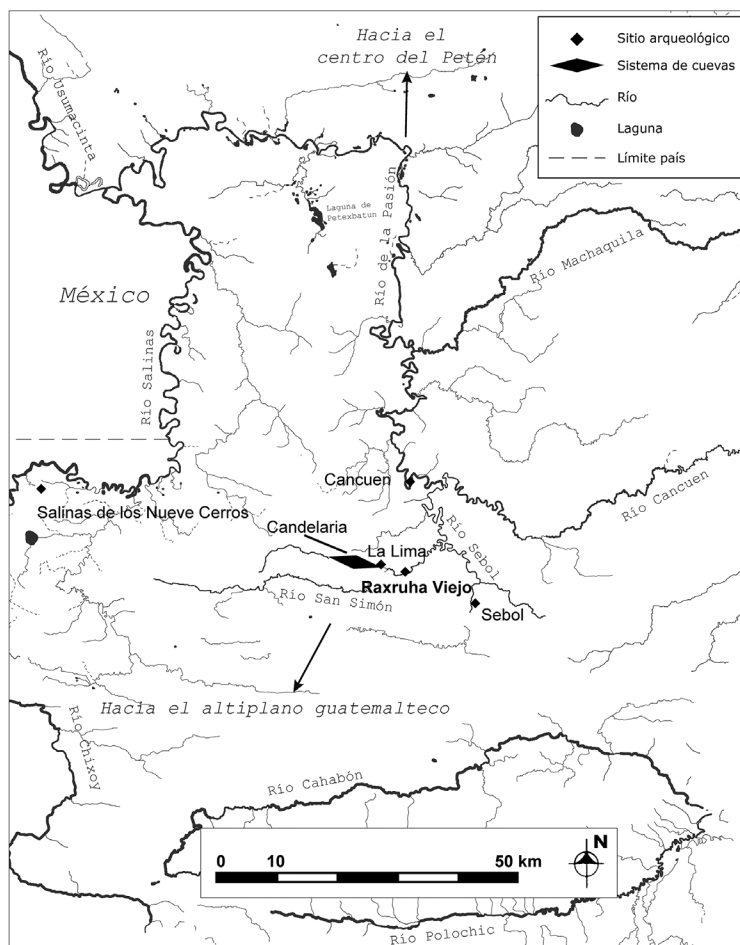 Hacia el
centro del Petén
Sitio arqueológico
Sistema de cuevas
Río
Laguna
Límite país
Río Usumacinta
Laguna de
Petexbatun
Río de la Pasión
Río Machaquila
México
Río Salinas
Cancuen
Río Cancuen
Salinas de los Nueve Cerros
Candelaria
La Lima
Río Sebol
Raxruha Viejo
Río San Simón
Sebol
Hacia el altiplano guatemalteco
Río Chixoy
Río Cahabón
N
0 10 50 km
Río Polochic